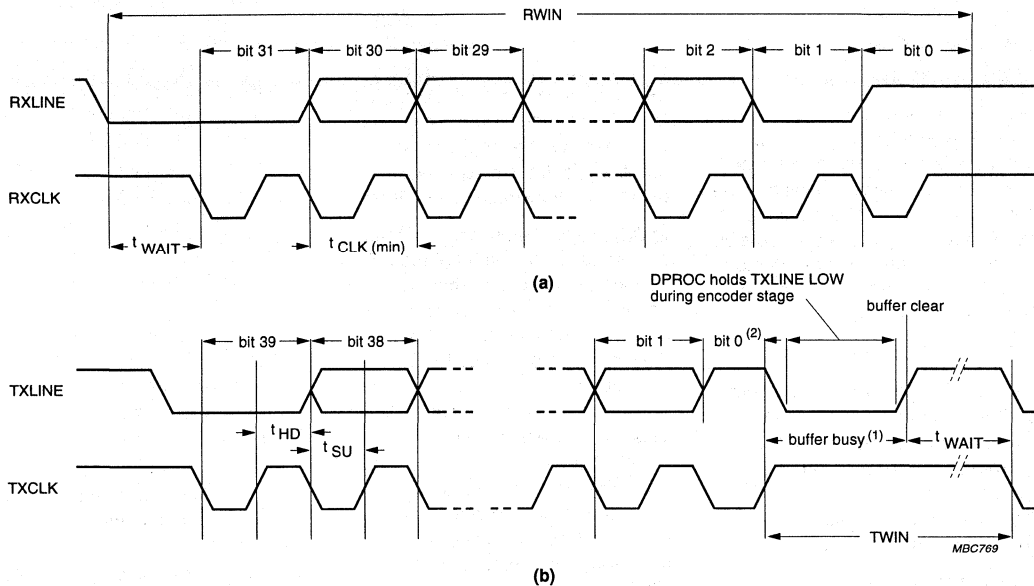 RWIN
bit 31
bit 30
bit 29
bit 2
bit 1
bit 0
RXLINE
RXCLK
t WAIT
t CLK (min)
(a)
DPROC holds TXLINE LOW
during encoder stage
buffer clear
bit 39
bit 38
bit 1
bit 0 (2)
TXLINE
t HD
t SU
buffer busy (1)
t WAIT
TXCLK
TWIN
MBC769
(b)